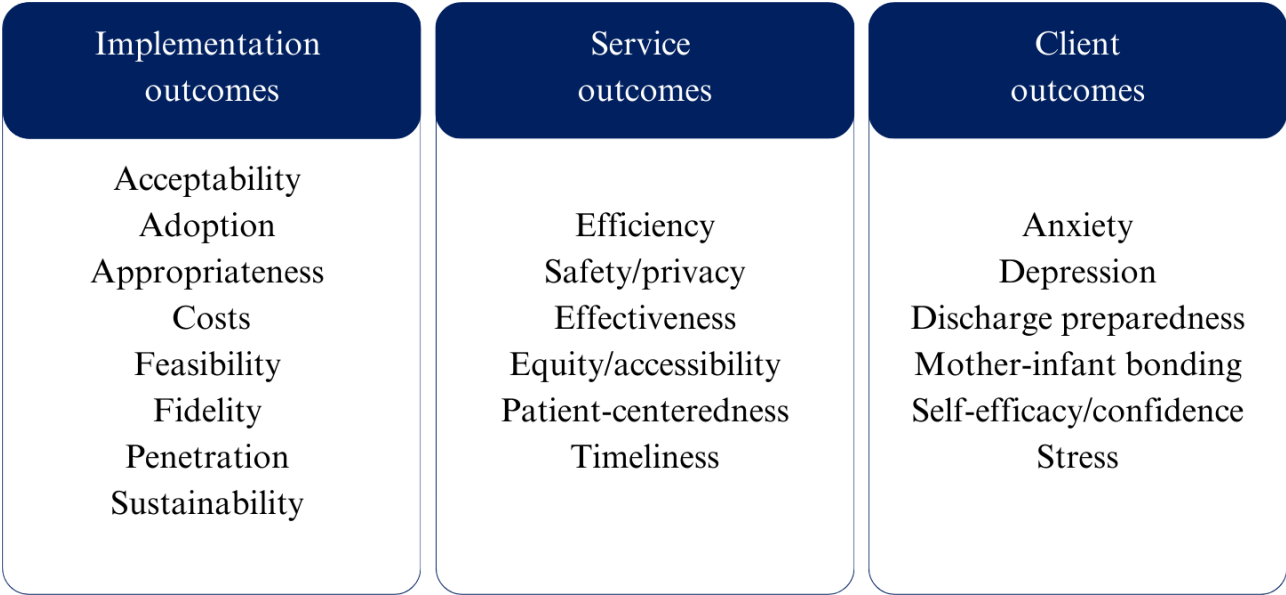 Implementation
outcomes
Acceptability
Adoption
Appropriateness
Costs
Feasibility
Fidelity
Penetration
Sustainability
Service
outcomes
Efficiency
Safety/privacy
Effectiveness
Equity/accessibility
Patient-centeredness
Timeliness
Client
outcomes
Anxiety
Depression
Discharge preparedness
Mother-infant bonding
Self-efficacy/confidence
Stress